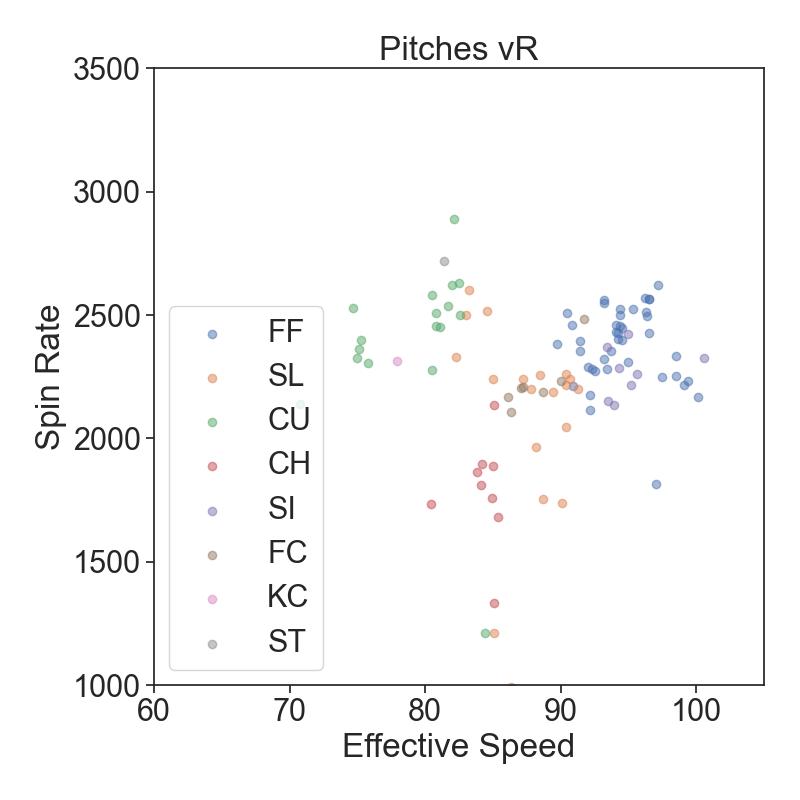 Pitches vR
3500
3000
2500
2000
1500
1000
Spin Rate
FF
SL
CU
CH
SI
FC
KC
ST
60 70 80 90 100
Effective Speed